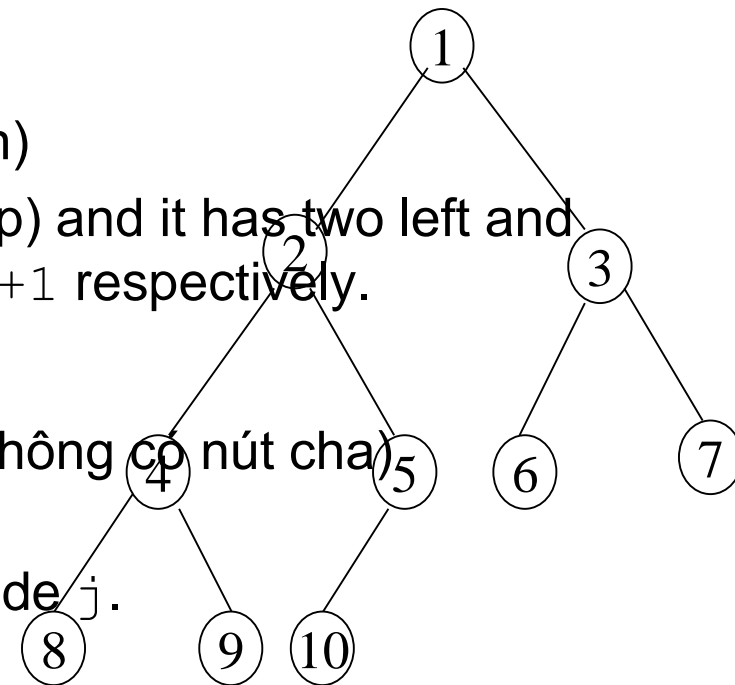 1
n)
p) and it has two left and
2
3
+1 respectively.
hông có nút cha)
4
5
6
7
de j.
8
9
10